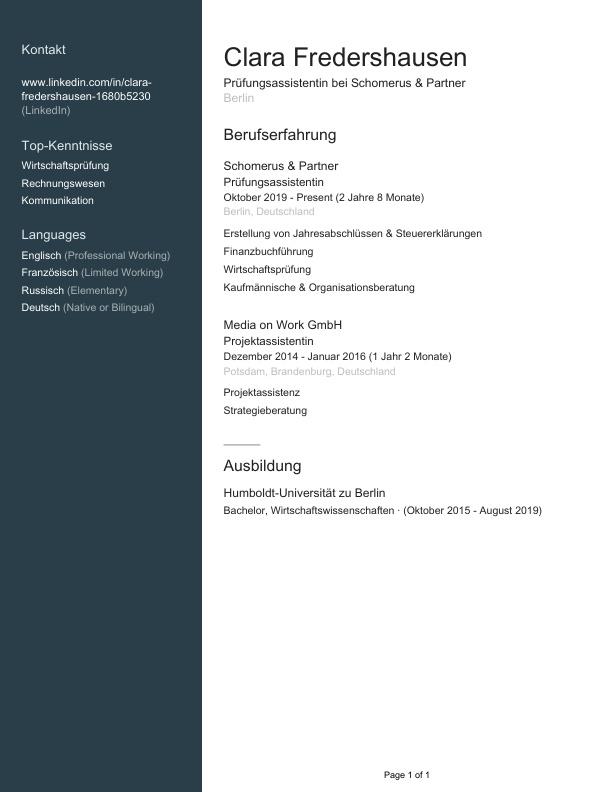 Kontakt
www.linkedin.com/in/clara-
fredershausen-1680b5230
(LinkedIn)
Top-Kenntnisse
Wirtschaftsprüfung
Rechnungswesen
Kommunikation
Languages
Englisch (Professional Working)
Französisch (Limited Working)
Russisch (Elementary)
Deutsch (Native or Bilingual)
Clara Fredershausen
Prüfungsassistentin bei Schomerus & Partner
Berlin
Berufserfahrung
Schomerus & Partner
Prüfungsassistentin
Oktober 2019 - Present (2 Jahre 8 Monate)
Berlin, Deutschland
Erstellung von Jahresabschlüssen & Steuererklärungen
Finanzbuchführung
Wirtschaftsprüfung
Kaufmännische & Organisationsberatung
Media on Work GmbH
Projektassistentin
Dezember 2014 - Januar 2016 (1 Jahr 2 Monate)
Potsdam, Brandenburg, Deutschland
Projektassistenz
Strategieberatung
Ausbildung
Humboldt-Universität zu Berlin
Bachelor, Wirtschaftswissenschaften · (Oktober 2015 - August 2019)
Page 1 of 1